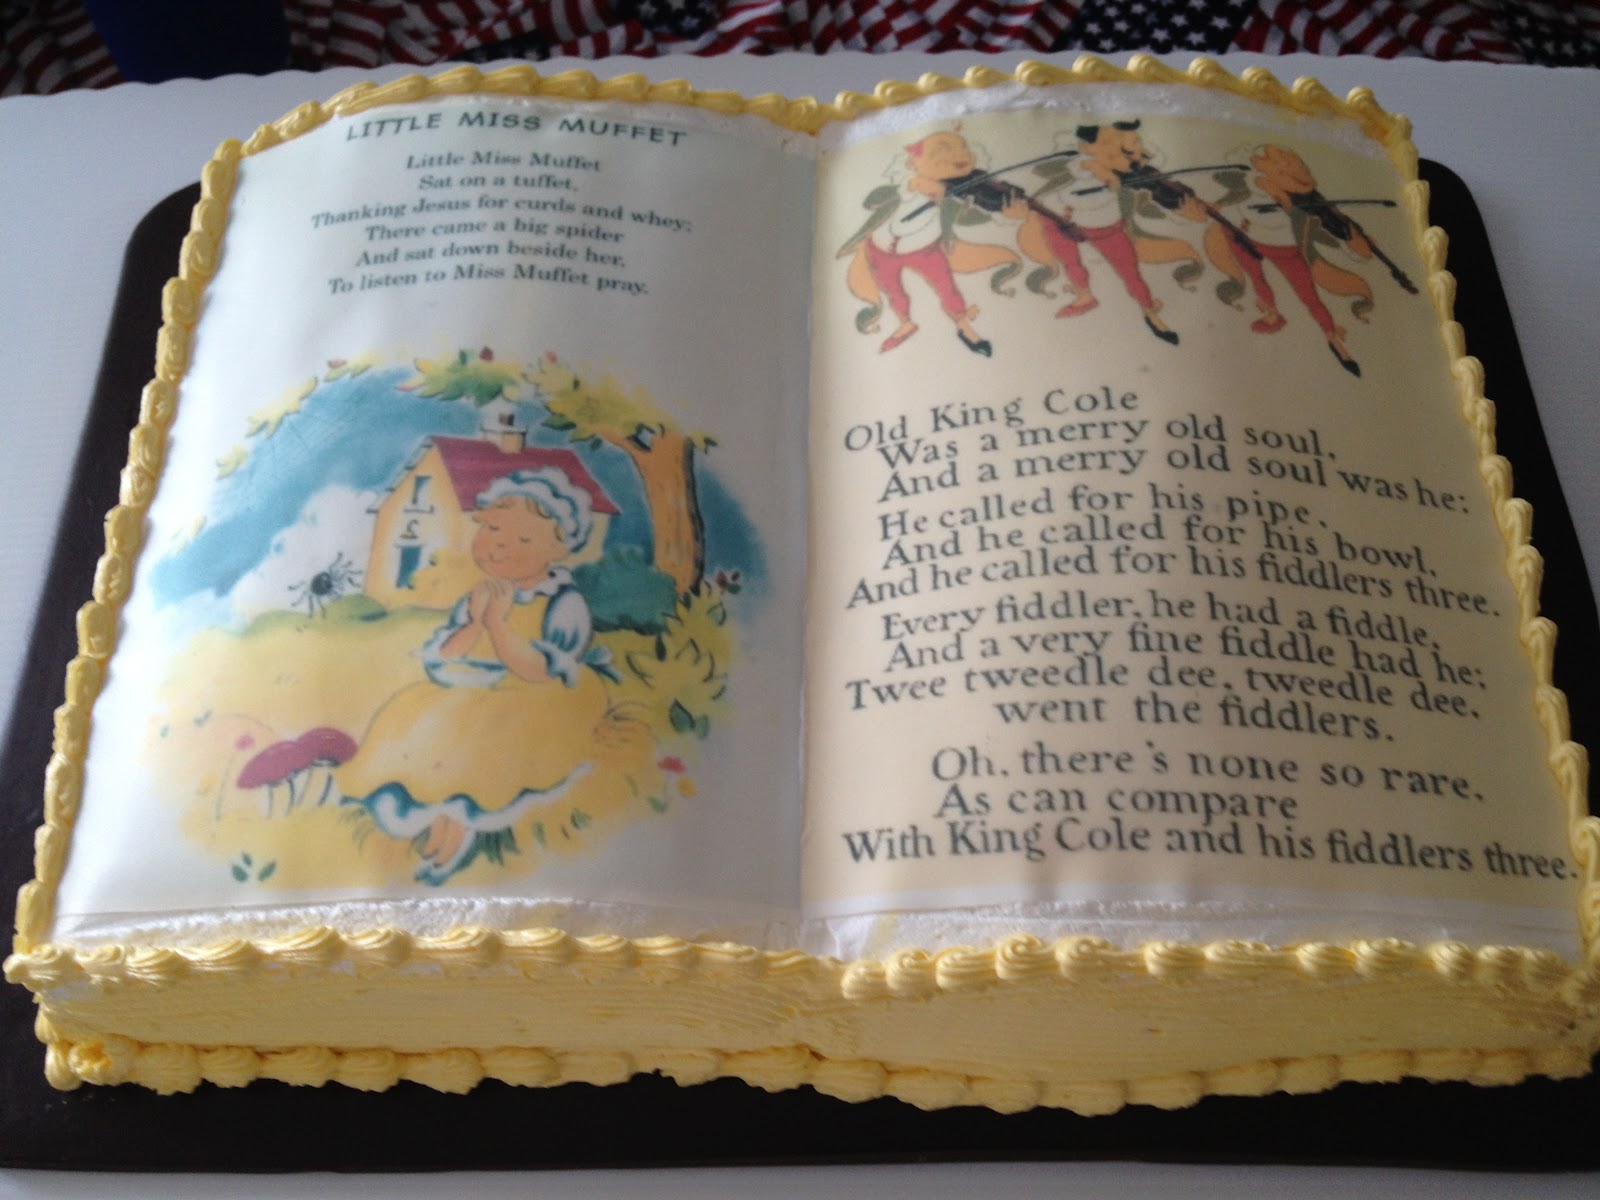 LITTLE MISS MUFFET
Little Miss Muffet
Sat on a tuffet,
Thanking Jesus for curds and whey;
There came a big spider
And sat down beside her,
To listen to Miss Muffet pray.
Old King Cole
Was a merry old soul,
And a merry old soul was he:
He called for his pipe,
And he called for his bowl,
And he called for his fiddlers three.
Every fiddler, he had a fiddle,
And a very fine fiddle had he;
Twee tweedle dee, tweedle dee,
went the fiddlers.
Oh, there's none so rare,
As can compare
With King Cole and his fiddlers three.